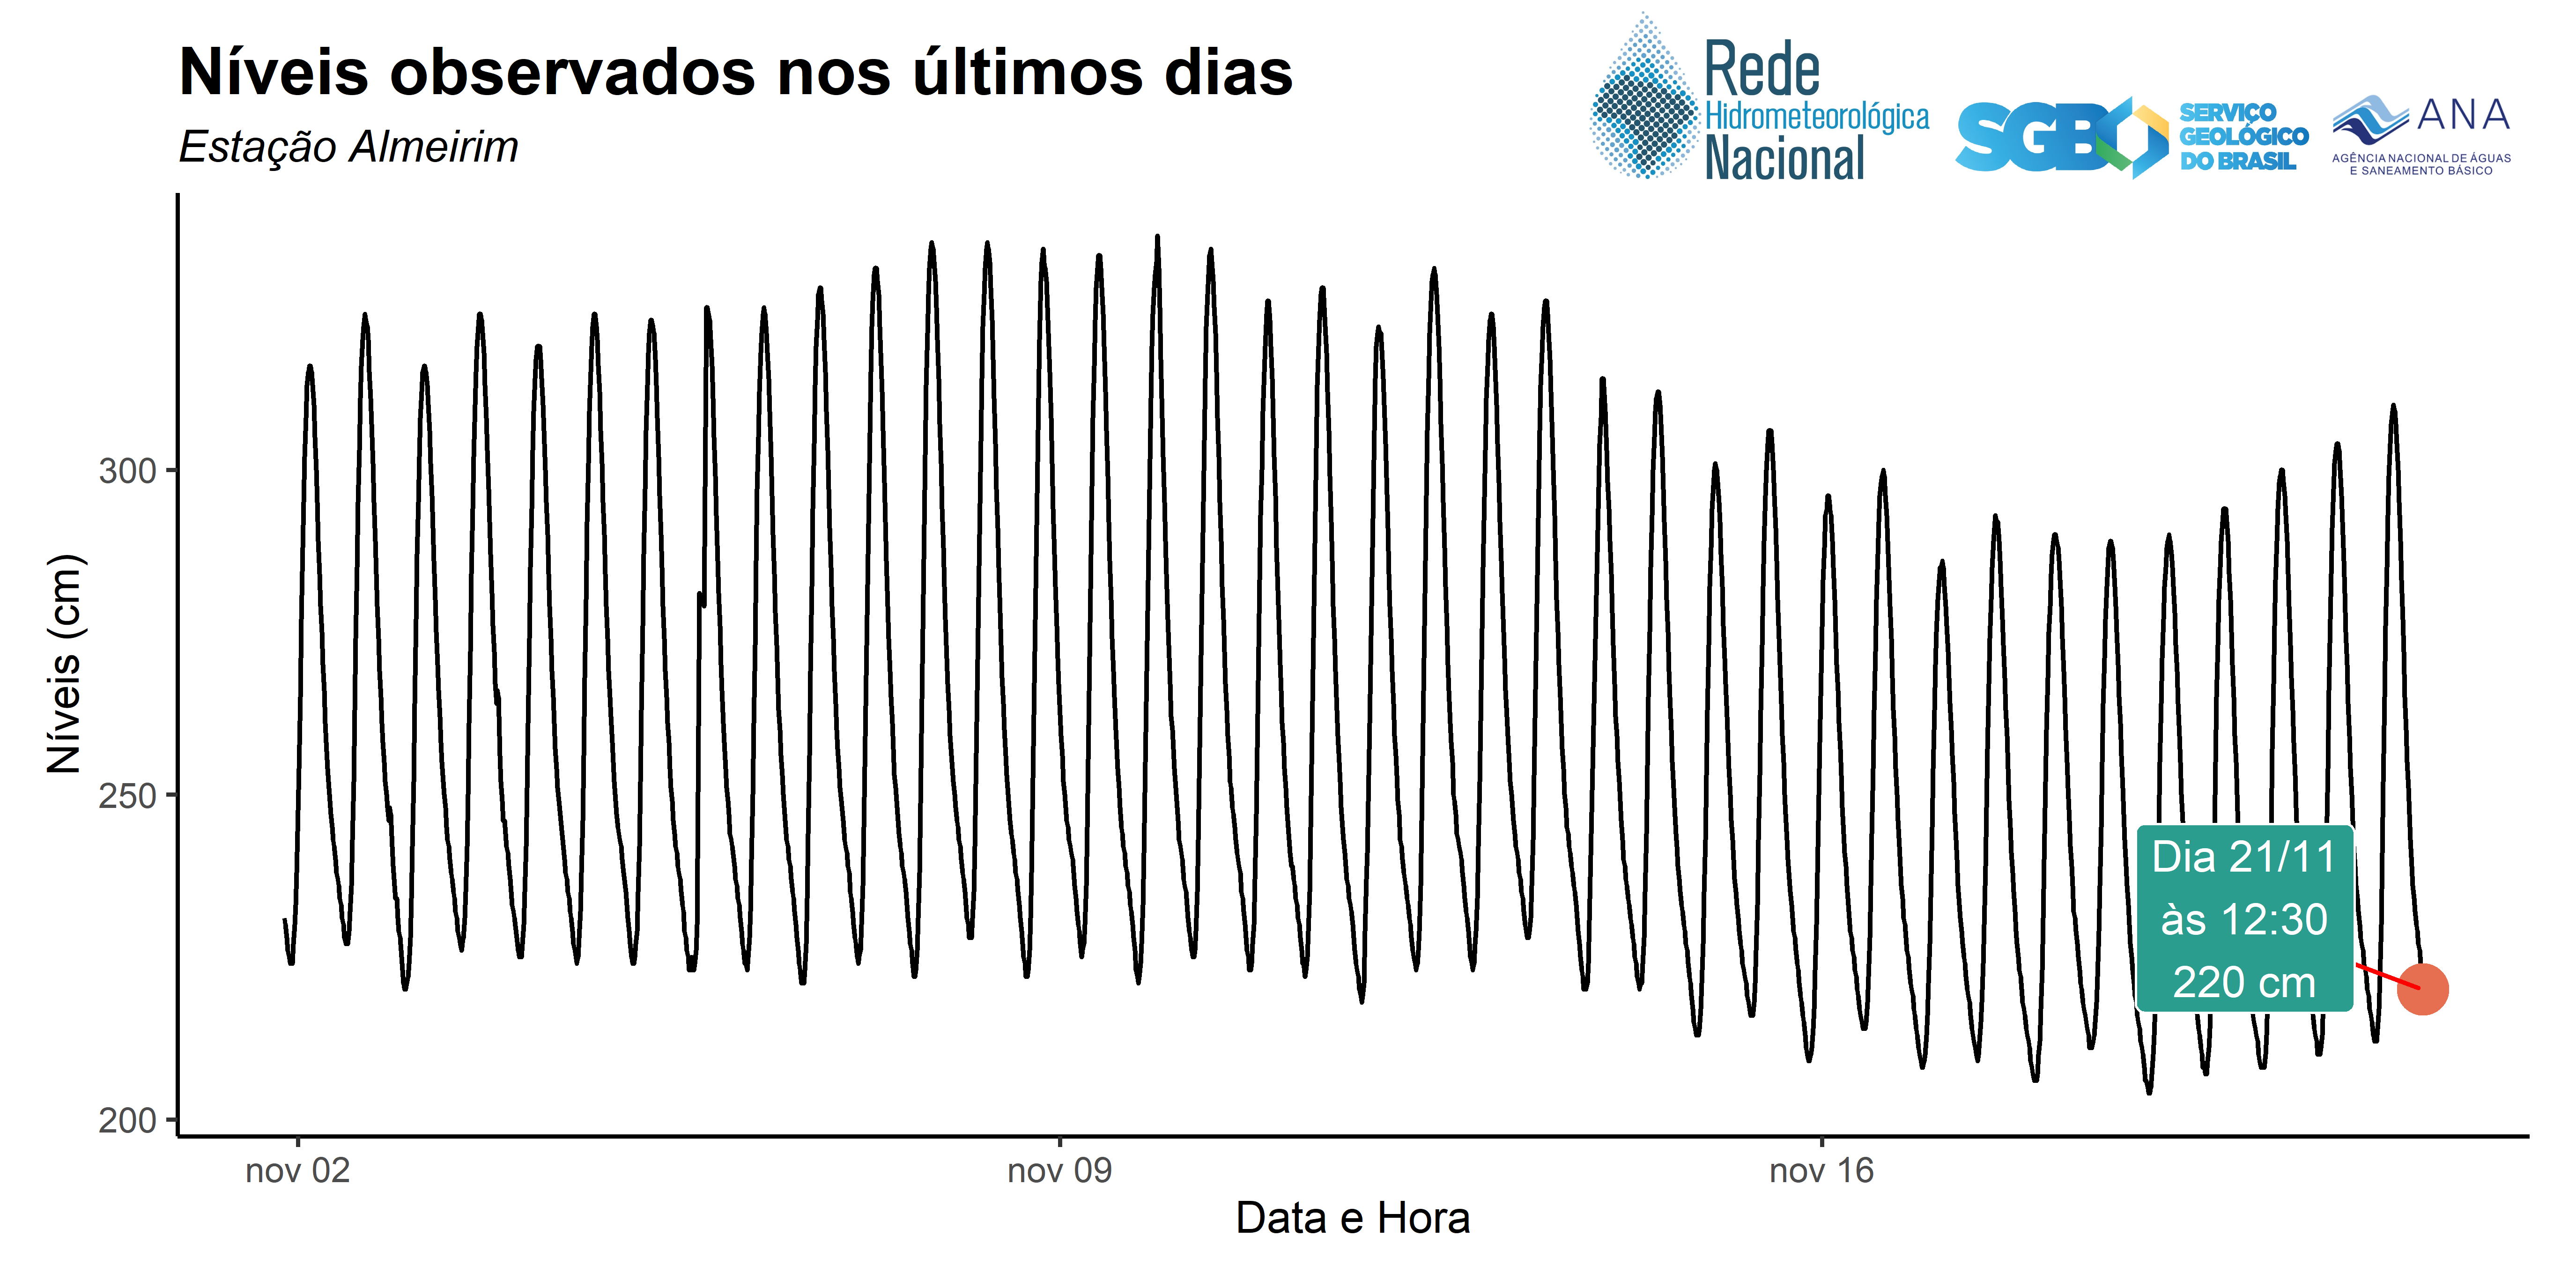 Níveis observados nos últimos dias
Estação Almeirim
Rede
Hidrometeorológica
Nacional
SGB
SERVIÇO
GEOLÓGICO
DO BRASIL
ANA
AGÊNCIA NACIONAL DE ÁGUAS
E SANEAMENTO BÁSICO
Níveis (cm)
300
250
200
Dia 21/11
às 12:30
220 cm
nov 02
nov 09
nov 16
Data e Hora